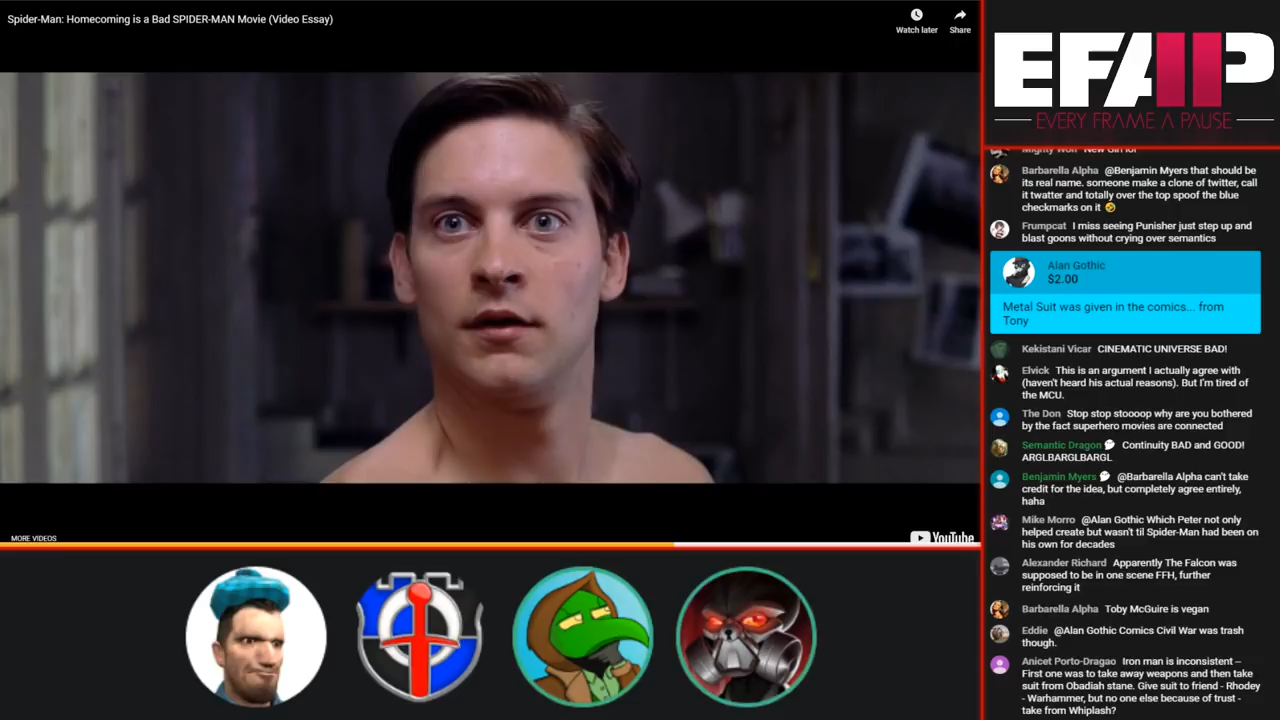 Spider-Man: Homecoming is a Bad SPIDER-MAN Movie (Video Essay)
Watch later
Share
MORE VIDEOS
YouTube
EFAP
EVERY FRAME A PAUSE
Mighty Wolf New Girl lol
Barbarella Alpha @Benjamin Myers that should be
its real name. someone make a clone of twitter, call
it twatter and totally over the top spoof the blue
checkmarks on it 🤣
Frumpcat I miss seeing Punisher just step up and
blast goons without crying over semantics
Alan Gothic
$2.00
Metal Suit was given in the comics... from
Tony
Kekistani Vicar CINEMATIC UNIVERSE BAD!
Elvick This is an argument I actually agree with
(haven't heard his actual reasons). But I'm tired of
the MCU.
The Don Stop stop stoooop why are you bothered
by the fact superhero movies are connected
Semantic Dragon Continuity BAD and GOOD!
ARGLBARGLBARGL
Benjamin Myers @Barbarella Alpha can't take
credit for the idea, but completely agree entirely,
haha
Mike Morro @Alan Gothic Which Peter not only
helped create but wasn't til Spider-Man had been on
his own for decades
Alexander Richard Apparently The Falcon was
supposed to be in one scene FFH, further
reinforcing it
Barbarella Alpha Toby McGuire is vegan
Eddie @Alan Gothic Comics Civil War was trash
though.
Anicet Porto-Dragao Iron man is inconsistent –
First one was to take away weapons and then take
suit from Obadiah stane. Give suit to friend - Rhodey
- Warhammer, but no one else because of trust -
take from Whiplash?